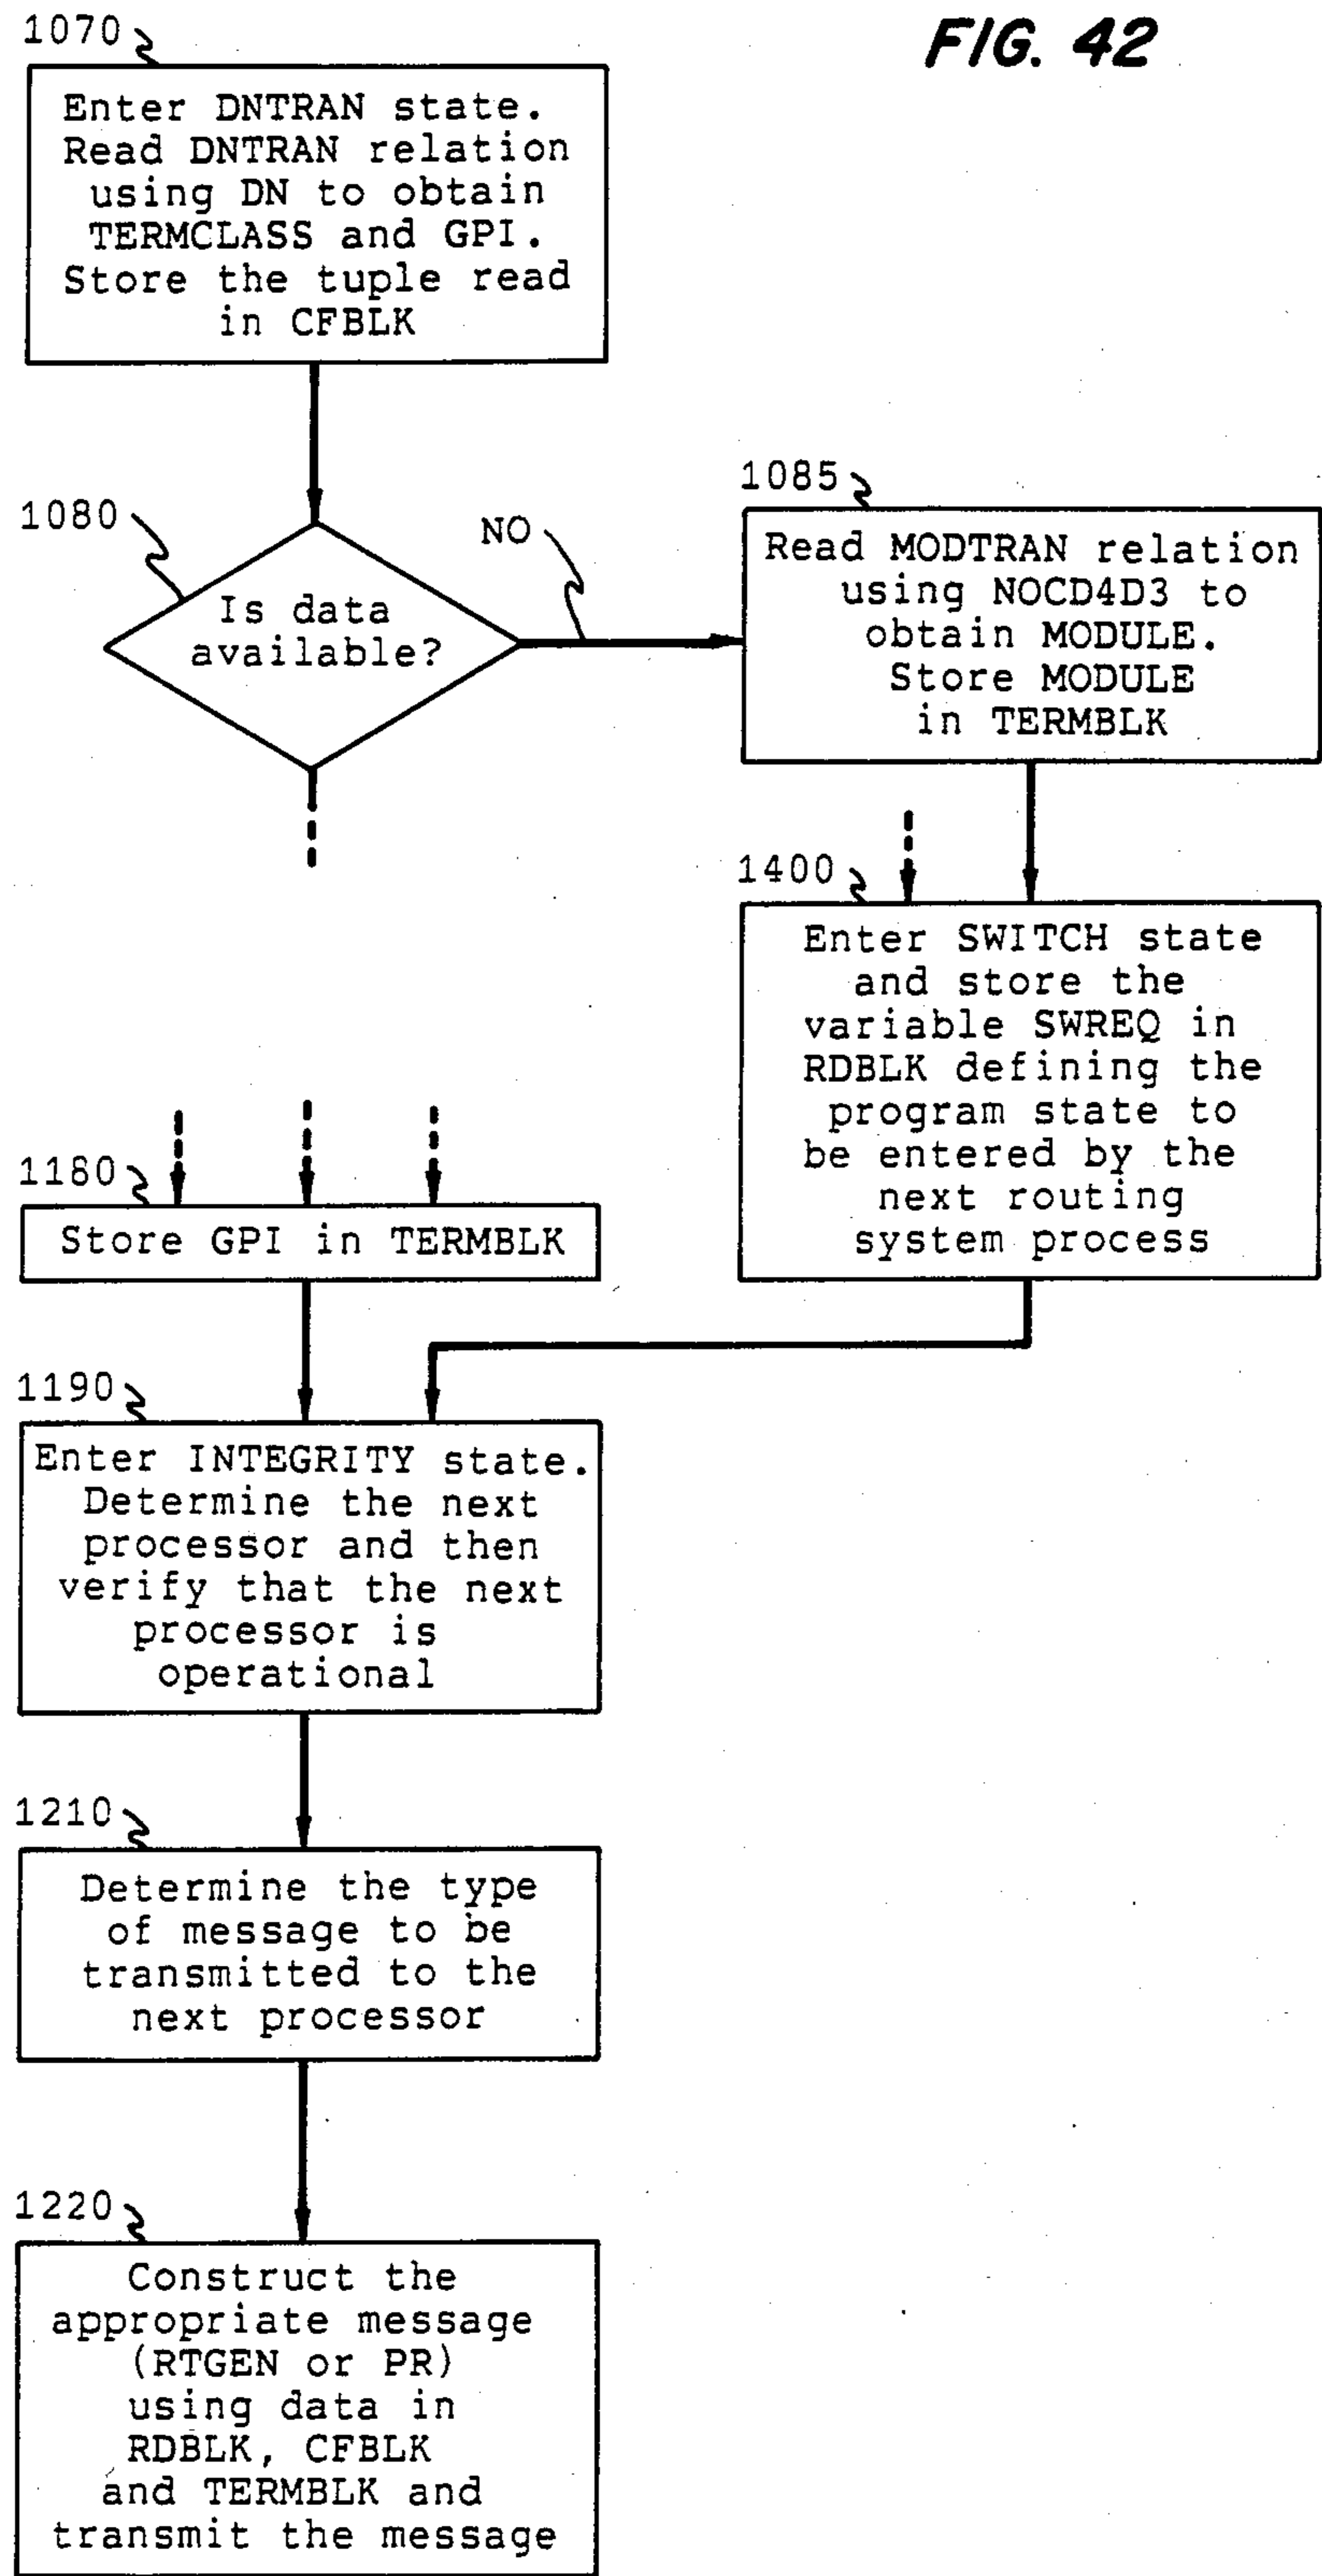 FIG. 42
1070
Enter DNTRAN state.
Read DNTRAN relation
using DN to obtain
TERMCLASS and GPI.
Store the tuple read
in CFBLK
1080
Is data
available?
NO
1085
Read MODTRAN relation
using NOCD4D3 to
obtain MODULE.
Store MODULE
in TERMBLK
1400
Enter SWITCH state
and store the
variable SWREQ in
RDBLK defining the
program state to
be entered by the
next routing
system process
1180
Store GPI in TERMBLK
1190
Enter INTEGRITY state.
Determine the next
processor and then
verify that the next
processor is
operational
1210
Determine the type
of message to be
transmitted to the
next processor
1220
Construct the
appropriate message
(RTGEN or PR)
using data in
RDBLK, CFBLK
and TERMBLK and
transmit the message